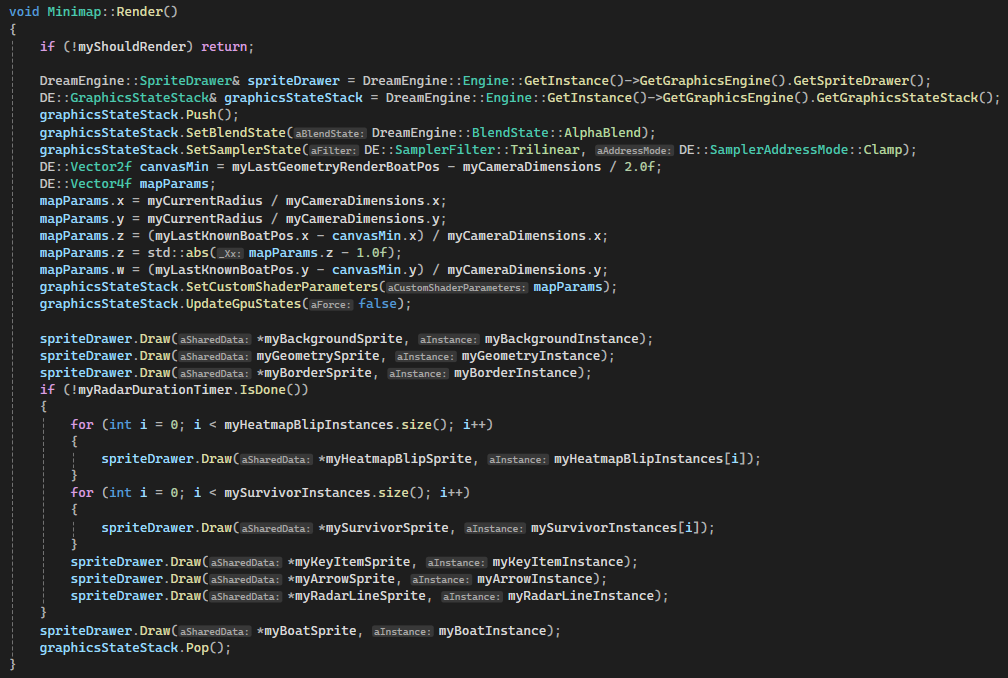 void Minimap::Render()
{
    if (!myShouldRender) return;

    DreamEngine::SpriteDrawer& spriteDrawer = DreamEngine::Engine::GetInstance()->GetGraphicsEngine().GetSpriteDrawer();
    DE::GraphicsStateStack& graphicsStateStack = DreamEngine::Engine::GetInstance()->GetGraphicsEngine().GetGraphicsStateStack();
    graphicsStateStack.Push();
    graphicsStateStack.SetBlendState(aBlendState: DreamEngine::BlendState::AlphaBlend);
    graphicsStateStack.SetSamplerState(aFilter: DE::SamplerFilter::Trilinear, aAddressMode: DE::SamplerAddressMode::Clamp);
    DE::Vector2f canvasMin = myLastGeometryRenderBoatPos - myCameraDimensions / 2.0f;
    DE::Vector4f mapParams;
    mapParams.x = myCurrentRadius / myCameraDimensions.x;
    mapParams.y = myCurrentRadius / myCameraDimensions.y;
    mapParams.z = (myLastKnownBoatPos.x - canvasMin.x) / myCameraDimensions.x;
    mapParams.z = std::abs(_Xx: mapParams.z - 1.0f);
    mapParams.w = (myLastKnownBoatPos.y - canvasMin.y) / myCameraDimensions.y;
    graphicsStateStack.SetCustomShaderParameters(aCustomShaderParameters: mapParams);
    graphicsStateStack.UpdateGpuStates(aForce: false);

    spriteDrawer.Draw(aSharedData: *myBackgroundSprite, aInstance: myBackgroundInstance);
    spriteDrawer.Draw(aSharedData: myGeometrySprite, aInstance: myGeometryInstance);
    spriteDrawer.Draw(aSharedData: *myBorderSprite, aInstance: myBorderInstance);
    if (!myRadarDurationTimer.IsDone())
    {
        for (int i = 0; i < myHeatmapBlipInstances.size(); i++)
        {
            spriteDrawer.Draw(aSharedData: *myHeatmapBlipSprite, aInstance: myHeatmapBlipInstances[i]);
        }
        for (int i = 0; i < mySurvivorInstances.size(); i++)
        {
            spriteDrawer.Draw(aSharedData: *mySurvivorSprite, aInstance: mySurvivorInstances[i]);
        }
        spriteDrawer.Draw(aSharedData: *myKeyItemSprite, aInstance: myKeyItemInstance);
        spriteDrawer.Draw(aSharedData: *myArrowSprite, aInstance: myArrowInstance);
        spriteDrawer.Draw(aSharedData: *myRadarLineSprite, aInstance: myRadarLineInstance);
    }
    spriteDrawer.Draw(aSharedData: *myBoatSprite, aInstance: myBoatInstance);
    graphicsStateStack.Pop();
}